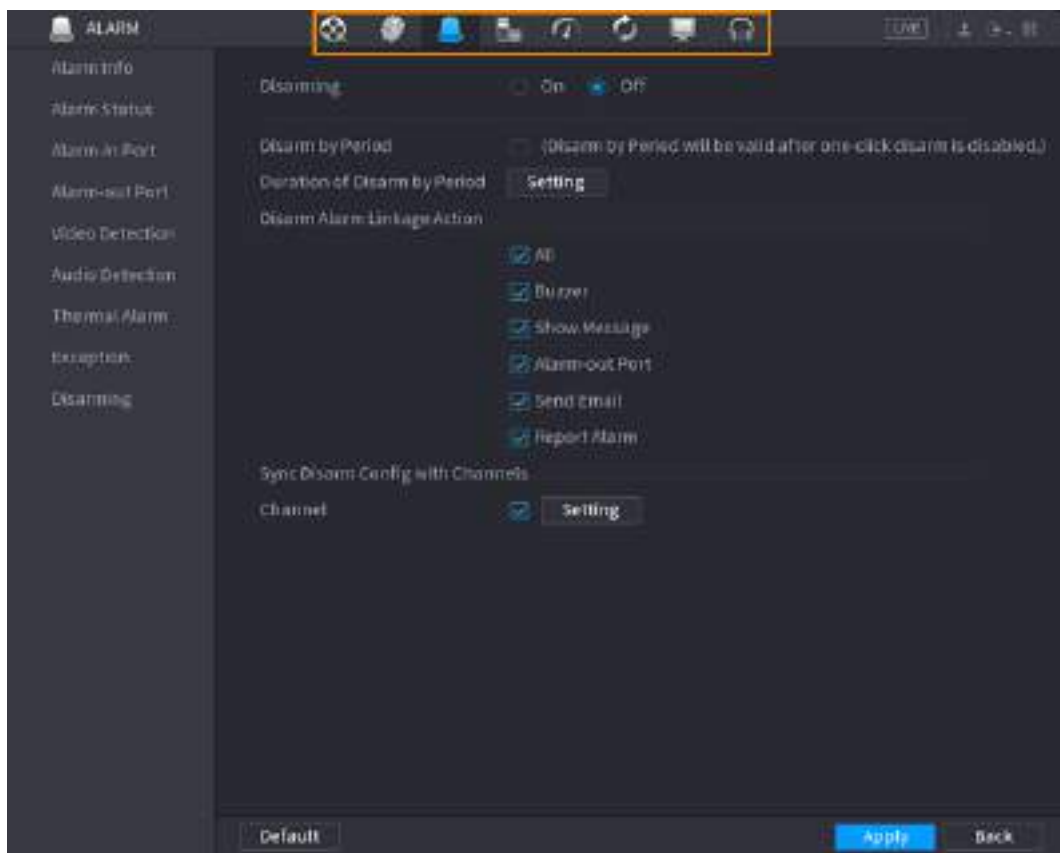 ALARM
LIVE
Alarm Info
Alarm Status
Alarm-in Port
Alarm-out Port
Video Detection
Audio Detection
Thermal Alarm
Exception
Disarming
Disarming On Off
Disarm by Period (Disarm by Period will be valid after one-click disarm is disabled.)
Duration of Disarm by Period Setting
Disarm Alarm Linkage Action
All
Buzzer
Show Message
Alarm-out Port
Send Email
Report Alarm
Sync Disarm Config with Channels
Channel Setting
Default Apply Back